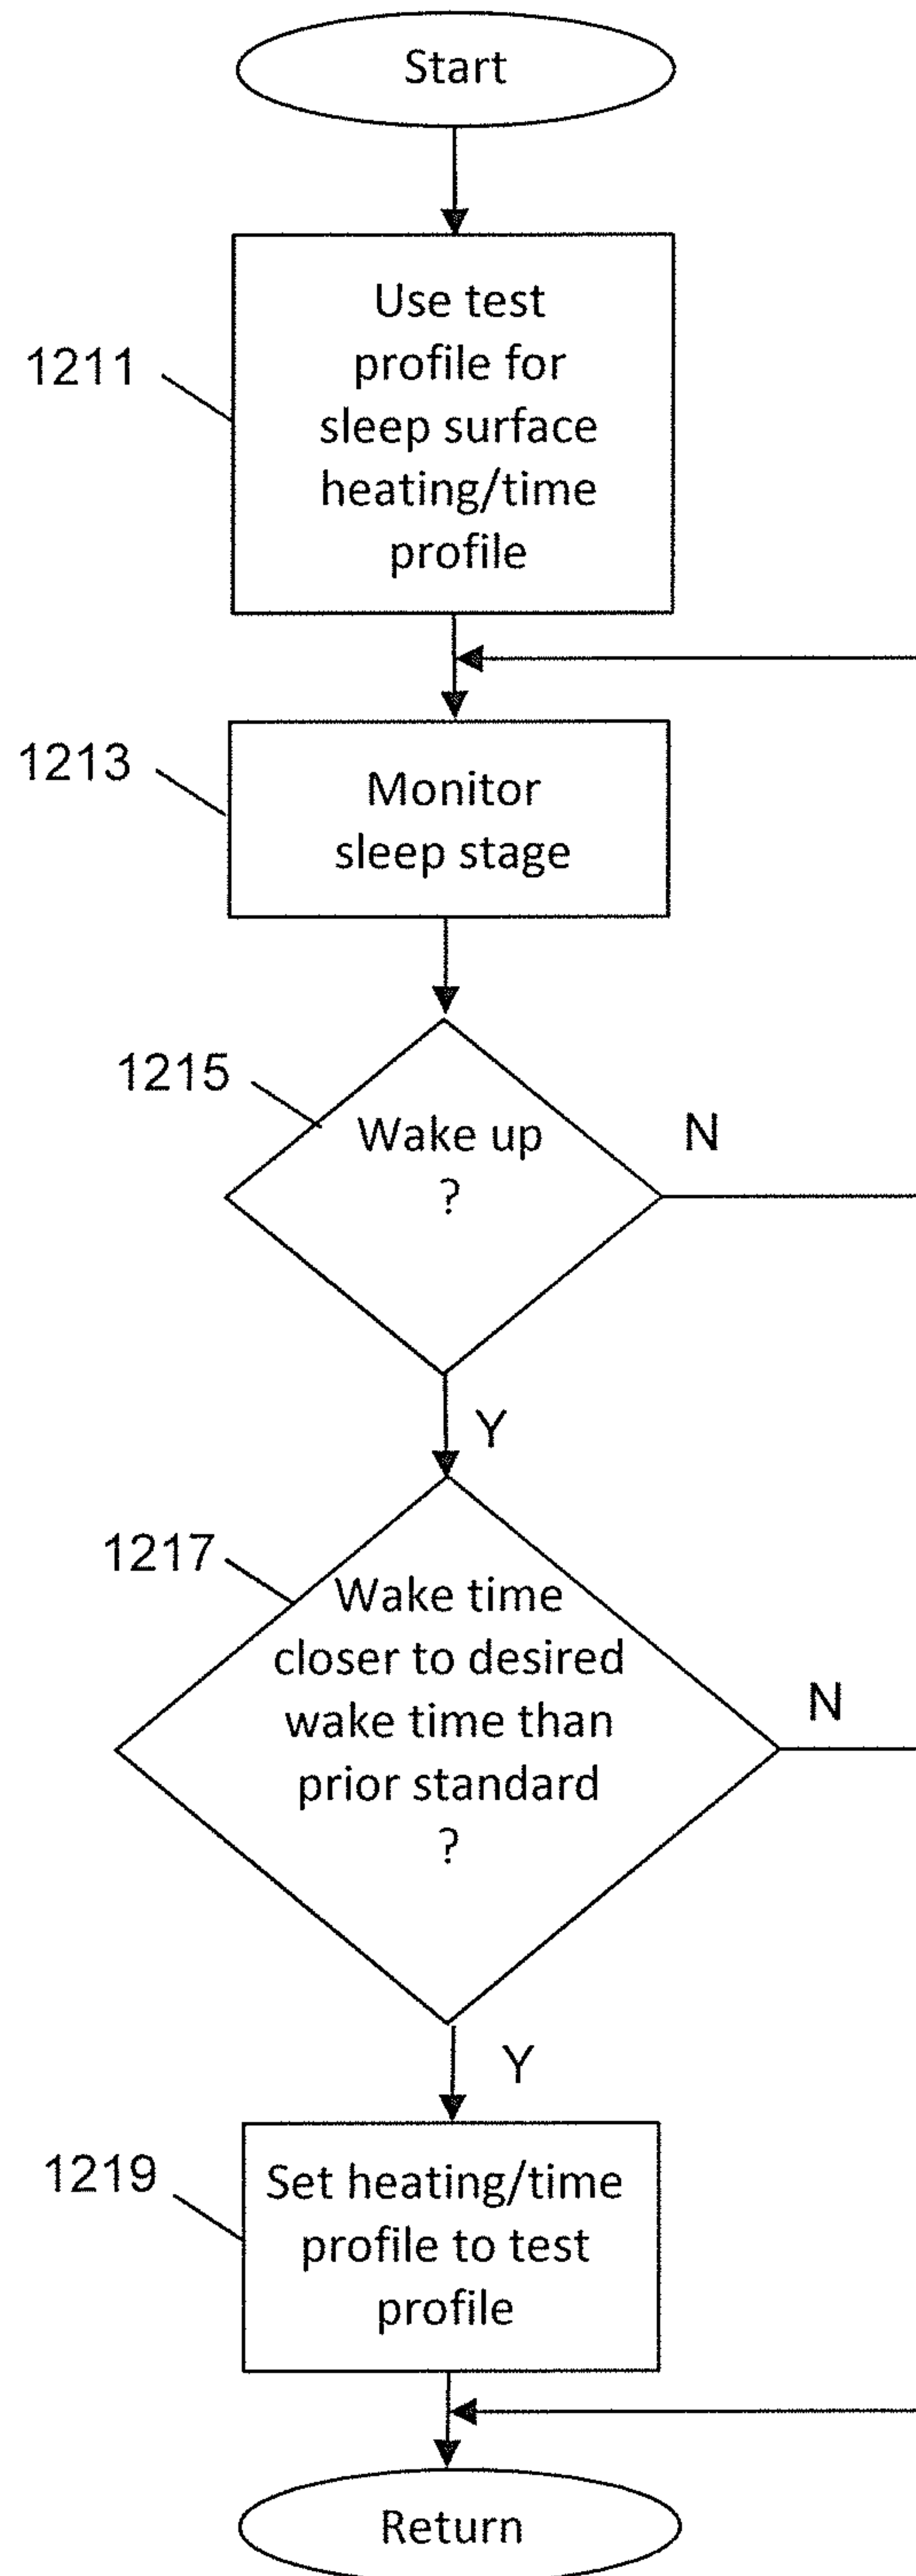 Start
1211
Use test
profile for
sleep surface
heating/time
profile
1213
Monitor
sleep stage
1215
Wake up
?
N
Y
1217
Wake time
closer to desired
wake time than
prior standard
?
N
Y
1219
Set heating/time
profile to test
profile
Return